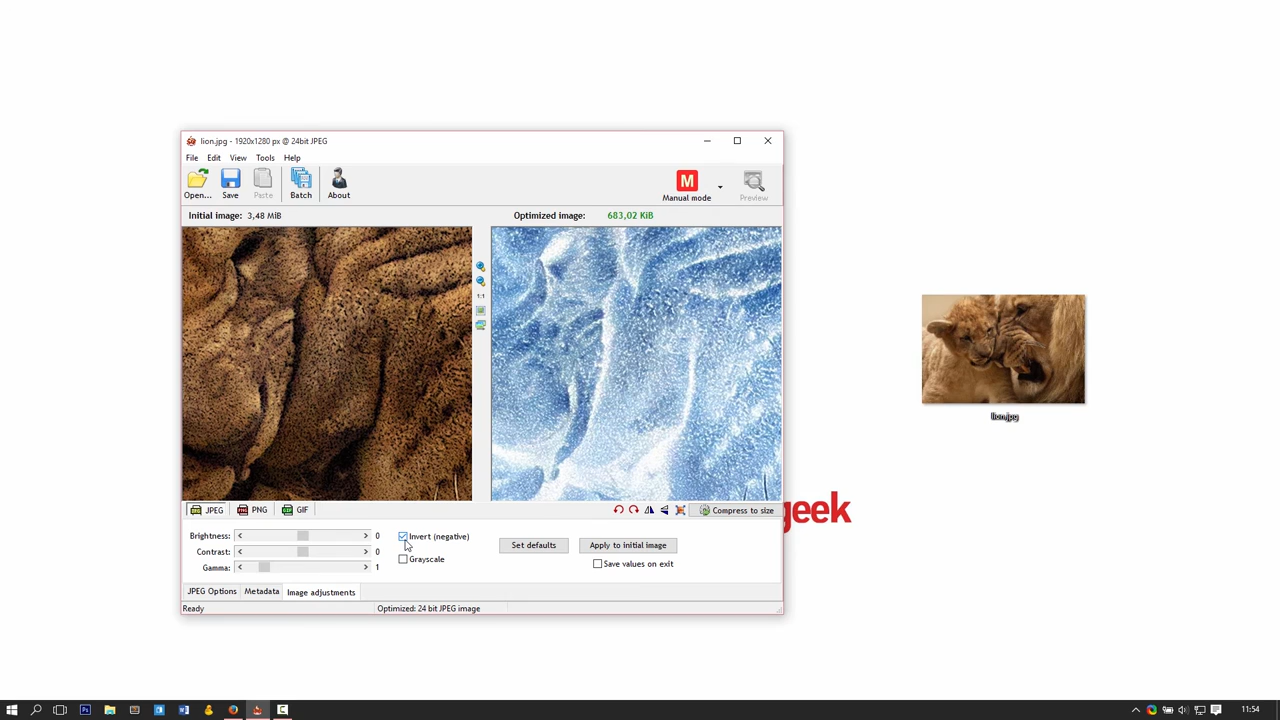 lion.jpg - 1920x1280 px @ 24bit JPEG
File Edit View Tools Help
Open... Save Paste Batch About Manual mode Preview
M
Initial image: 3,48 MiB
Optimized image: 683,02 KiB
1:1
lion.jpg
JPEG PNG GIF Compress to size
geek
Brightness: 0
Invert (negative)
Set defaults Apply to initial image
Contrast: 0
Grayscale
Save values on exit
Gamma: 1
JPEG Options Metadata Image adjustments
Ready Optimized: 24 bit JPEG image
11:54